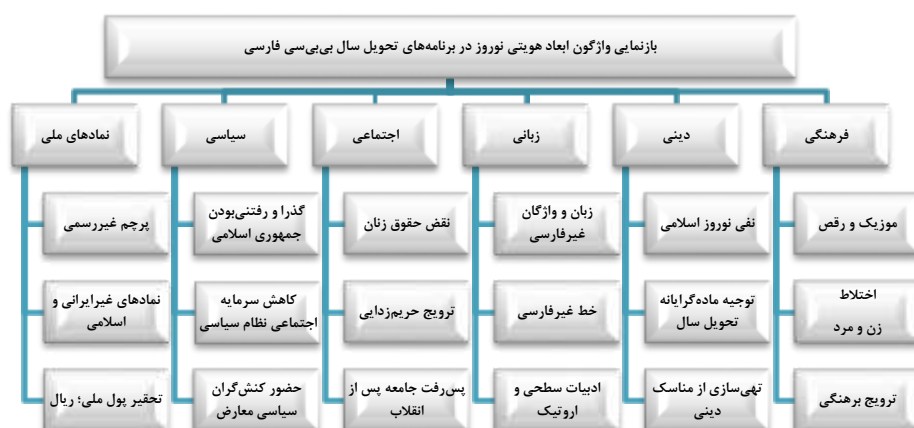 بازنمایی واژگون ابعاد هویتی نوروز در برنامه‌های تحویل سال بی‌بی‌سی فارسی
فرهنگی
موزیک و رقص
اختلاط
زن و مرد
ترویج برهنگی
دینی
نفی نوروز اسلامی
توجیه ماده‌گرایانه
تحویل سال
تهی‌سازی از مناسک
دینی
زبانی
زبان و واژگان
غیرفارسی
خط غیرفارسی
ادبیات سطحی و
اروتیک
اجتماعی
نقض حقوق زنان
ترویج حریم‌زدایی
پس‌رفت جامعه پس از
انقلاب
سیاسی
گذرا و رفتنی‌بودن
جمهوری اسلامی
کاهش سرمایه
اجتماعی نظام سیاسی
حضور کنش‌گران
سیاسی معارض
نمادهای ملی
پرچم غیررسمی
نمادهای غیرایرانی و
اسلامی
تحقیر پول ملی؛ ریال